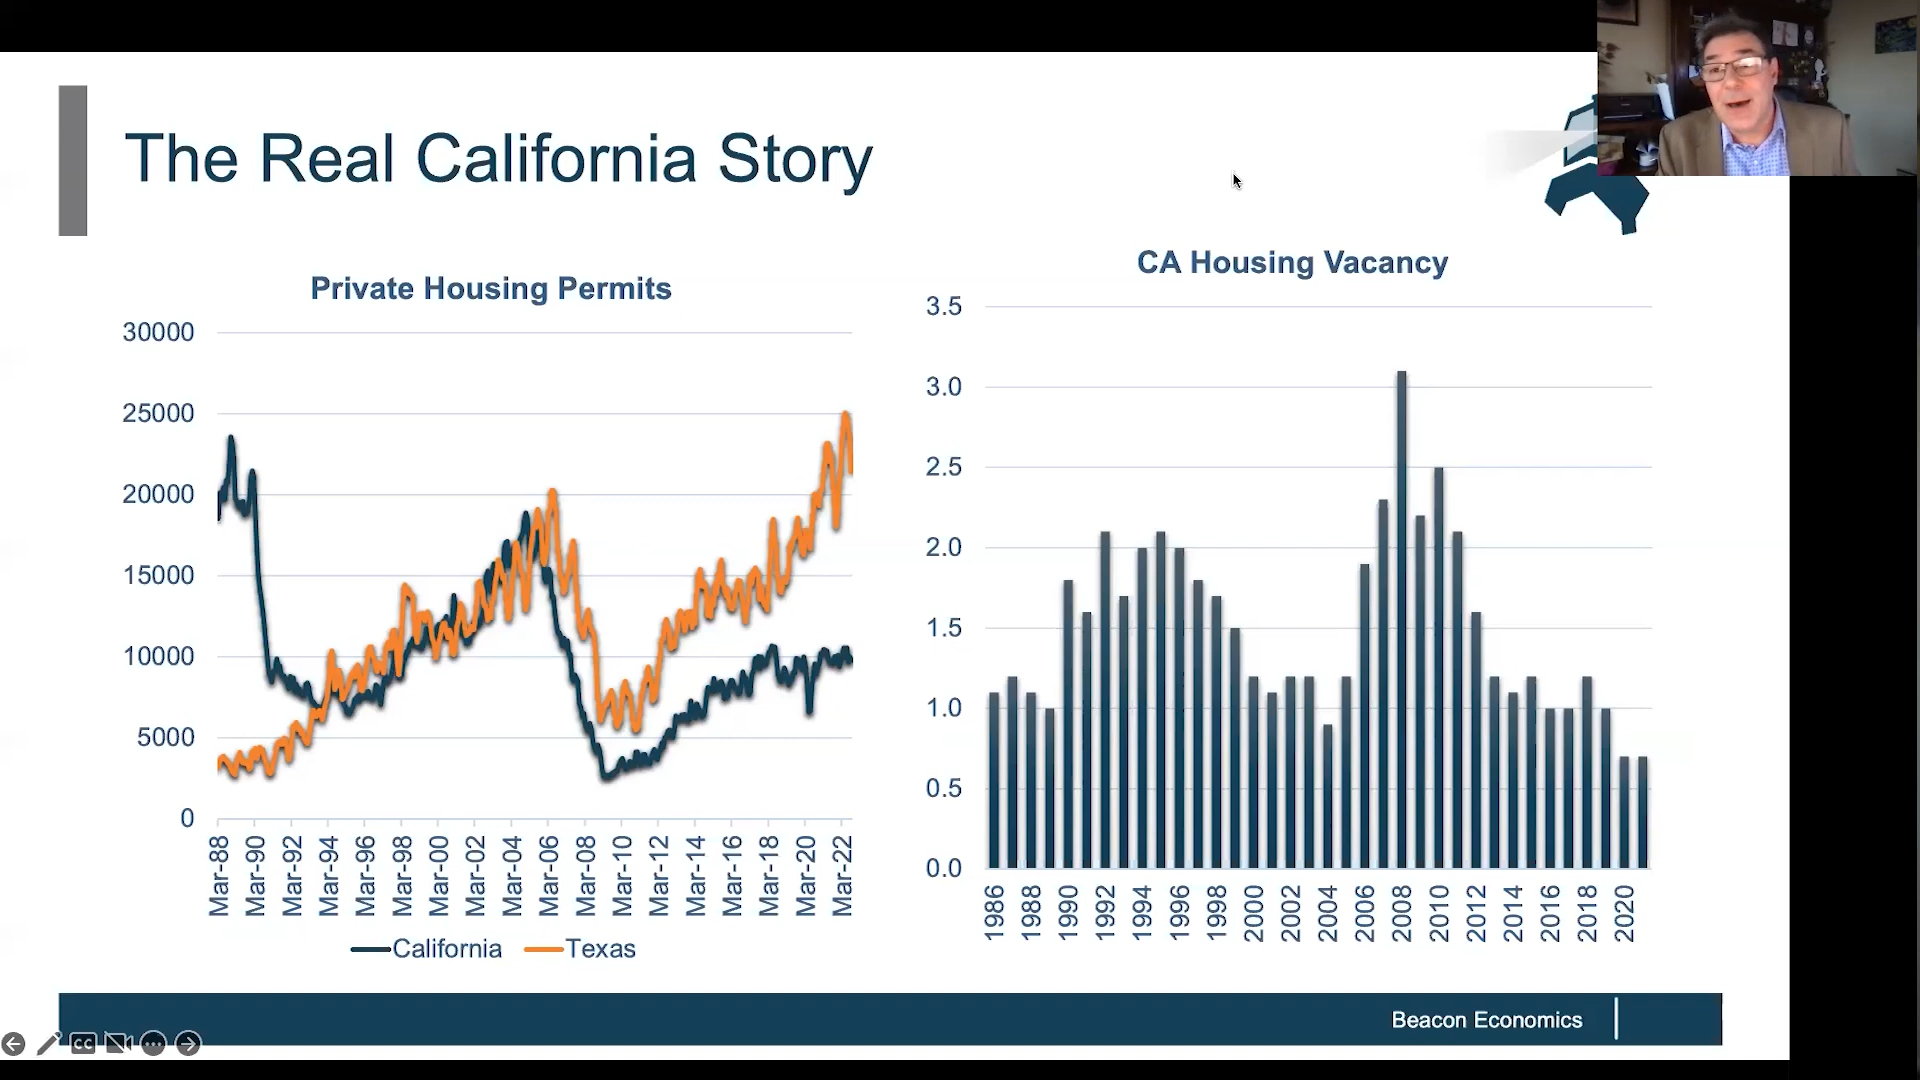 The Real California Story
Private Housing Permits
30000
25000
20000
15000
10000
5000
0
Mar-88
Mar-90
Mar-92
Mar-94
Mar-96
Mar-98
Mar-00
Mar-02
Mar-04
Mar-06
Mar-08
Mar-10
Mar-12
Mar-14
Mar-16
Mar-18
Mar-20
Mar-22
California
Texas
CA Housing Vacancy
3.5
3.0
2.5
2.0
1.5
1.0
0.5
0.0
1986
1988
1990
1992
1994
1996
1998
2000
2002
2004
2006
2008
2010
2012
2014
2016
2018
2020
Beacon Economics
CC